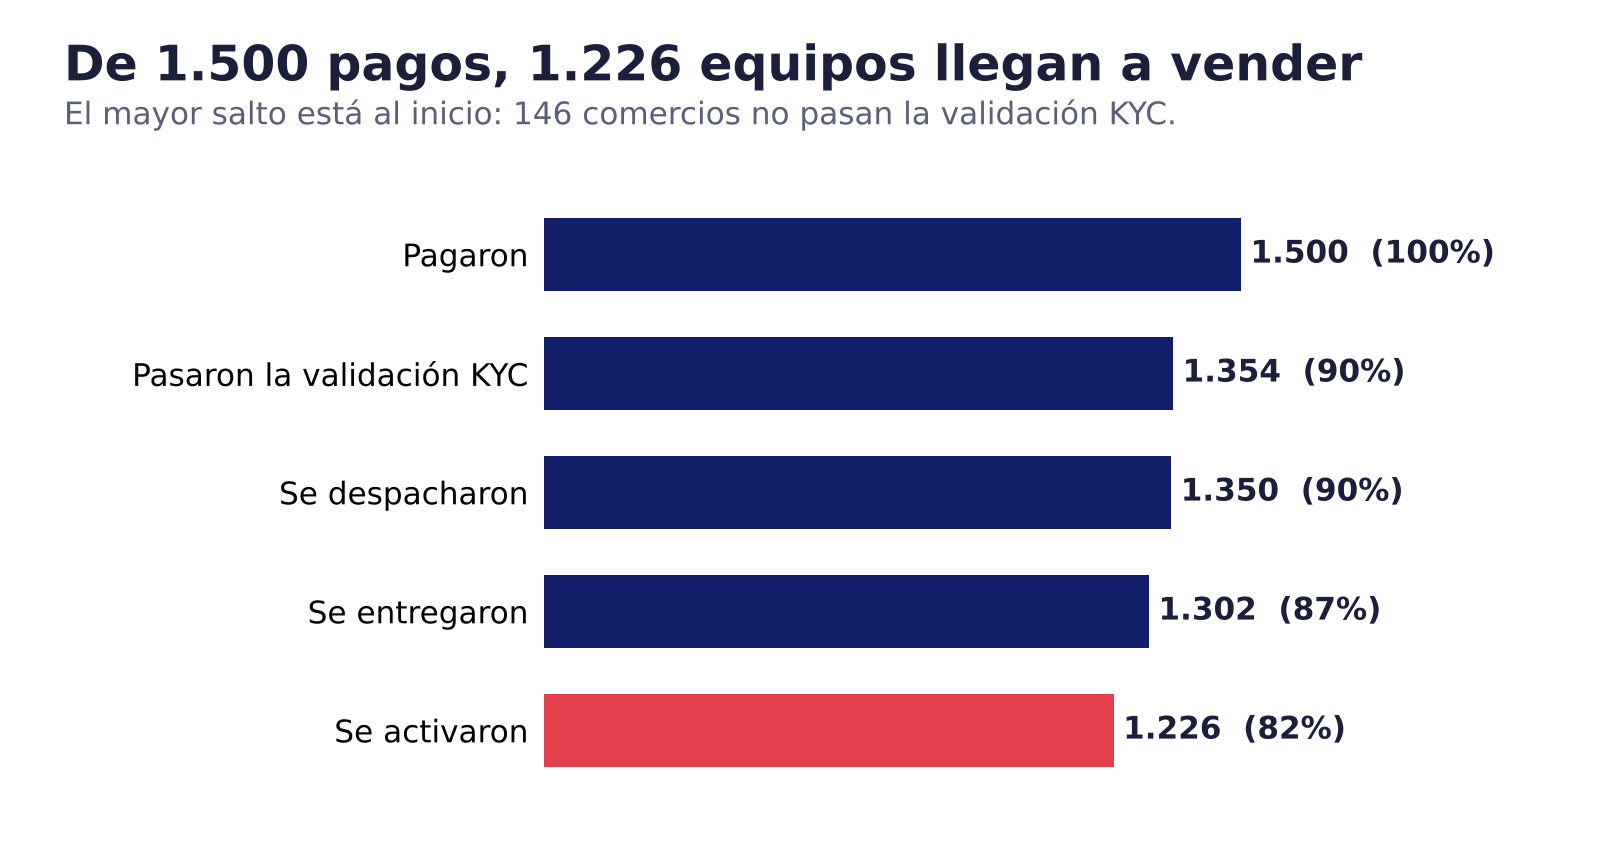 De 1.500 pagos, 1.226 equipos llegan a vender
El mayor salto está al inicio: 146 comercios no pasan la validación KYC.
Pagaron 1.500 (100%)
Pasaron la validación KYC 1.354 (90%)
Se despacharon 1.350 (90%)
Se entregaron 1.302 (87%)
Se activaron 1.226 (82%)